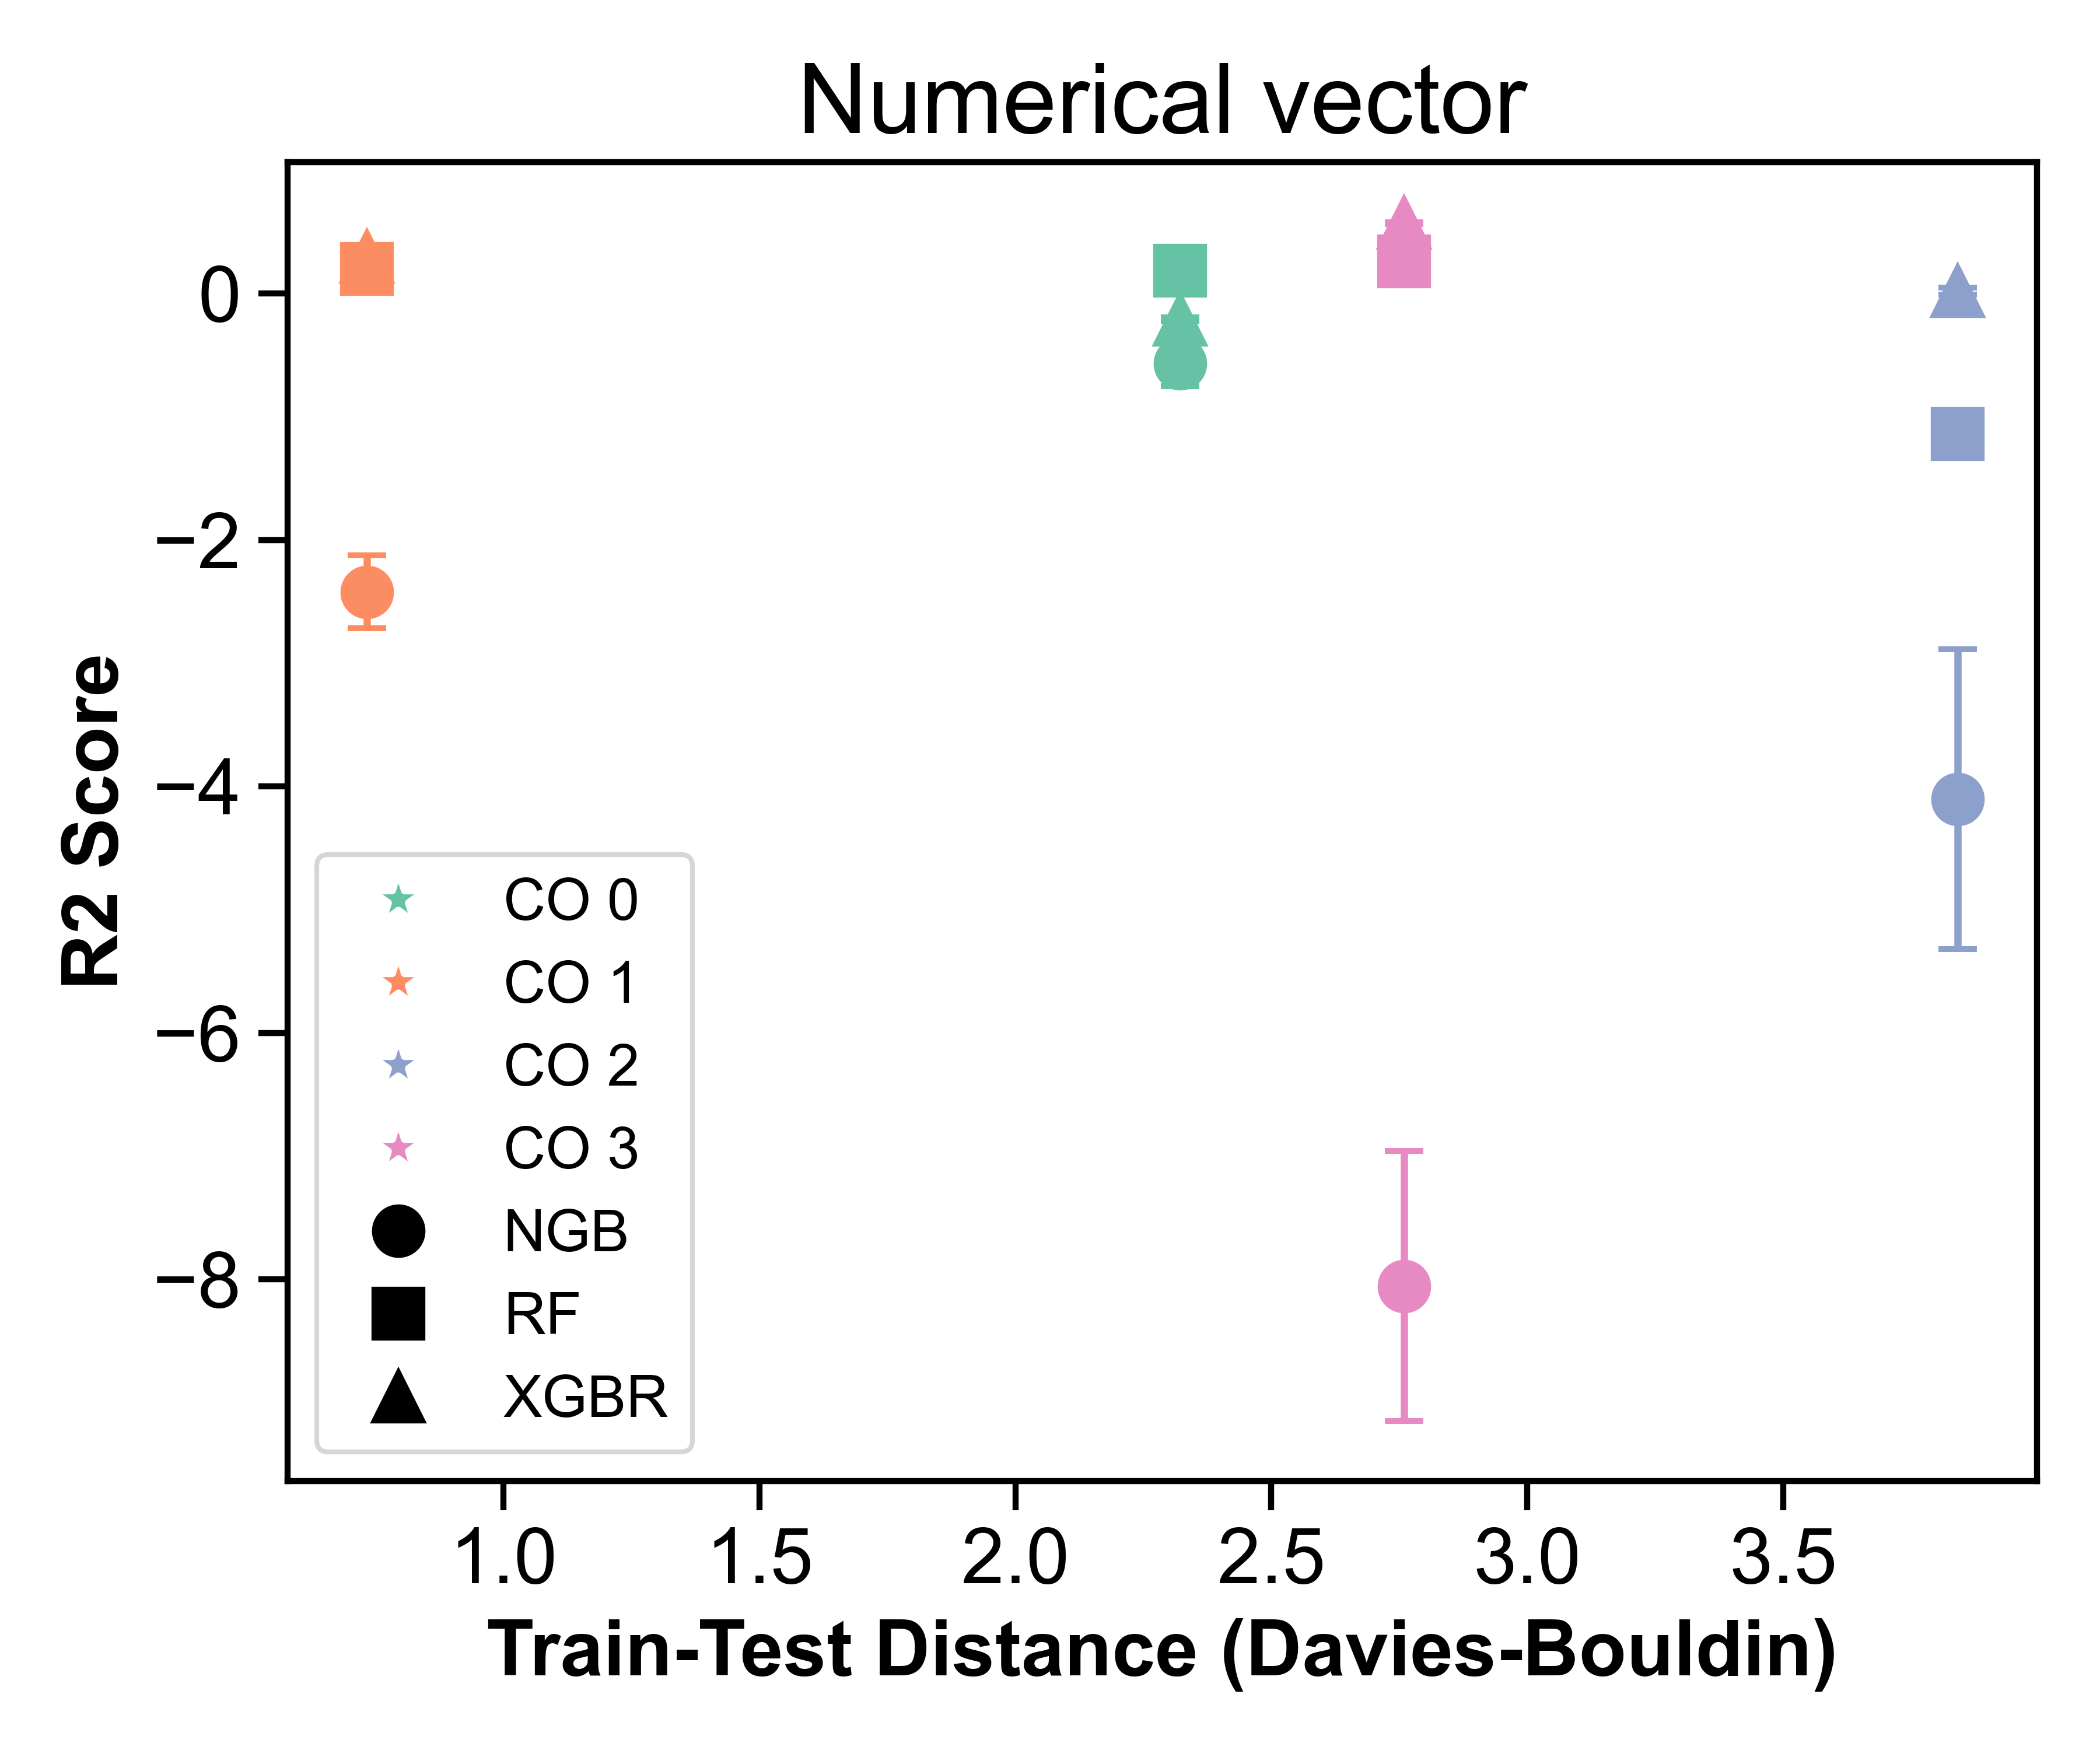 Numerical vector
R2 Score
0
−2
−4
−6
−8
CO 0
CO 1
CO 2
CO 3
NGB
RF
XGBR
1.0 1.5 2.0 2.5 3.0 3.5
Train-Test Distance (Davies-Bouldin)